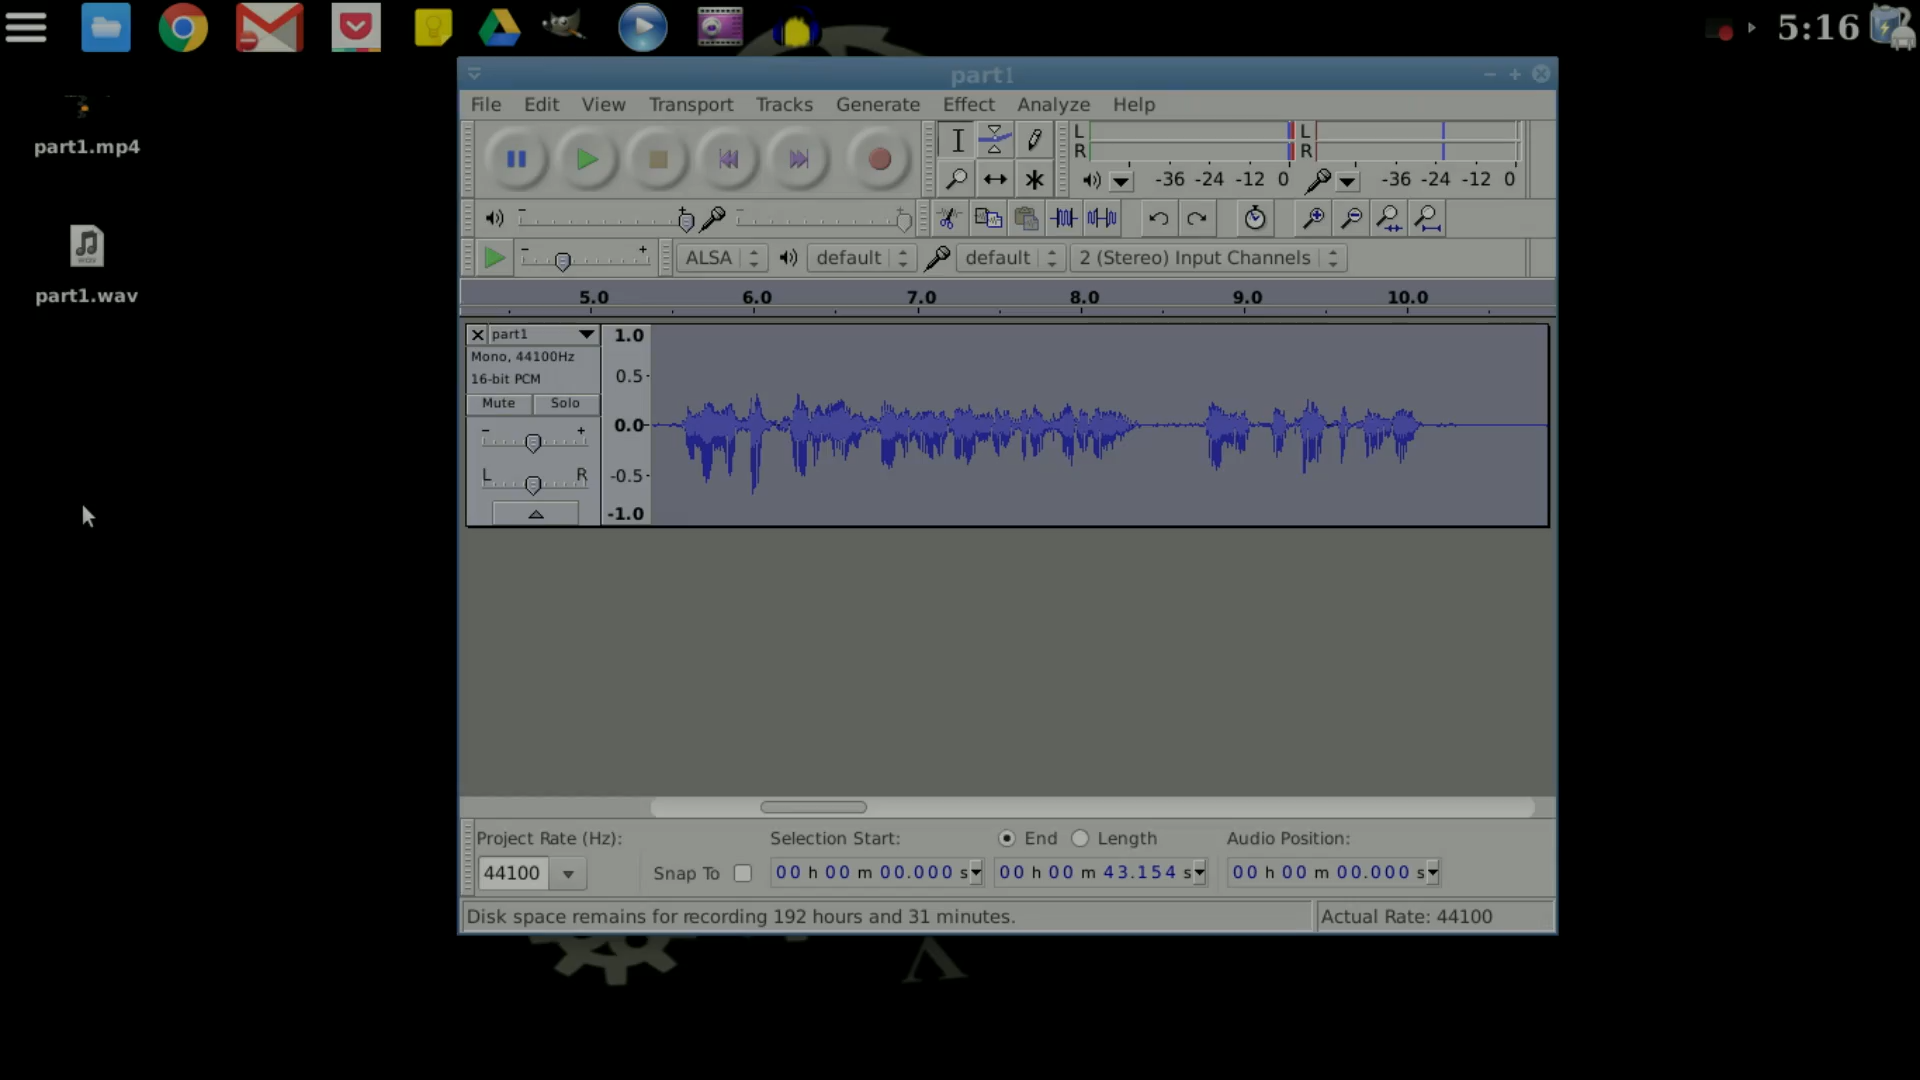 5:16
part1.mp4
part1.wav
part1
File Edit View Transport Tracks Generate Effect Analyze Help
L L
R R
-36 -24 -12 0 -36 -24 -12 0
ALSA default default 2 (Stereo) Input Channels
5.0 6.0 7.0 8.0 9.0 10.0
part1
Mono, 44100Hz
16-bit PCM
Mute Solo
- +
L R
1.0
0.5
0.0
-0.5
-1.0
Project Rate (Hz): Selection Start: End Length Audio Position:
44100 Snap To 00 h 00 m 00.000 s 00 h 00 m 43.154 s 00 h 00 m 00.000 s
Disk space remains for recording 192 hours and 31 minutes. Actual Rate: 44100